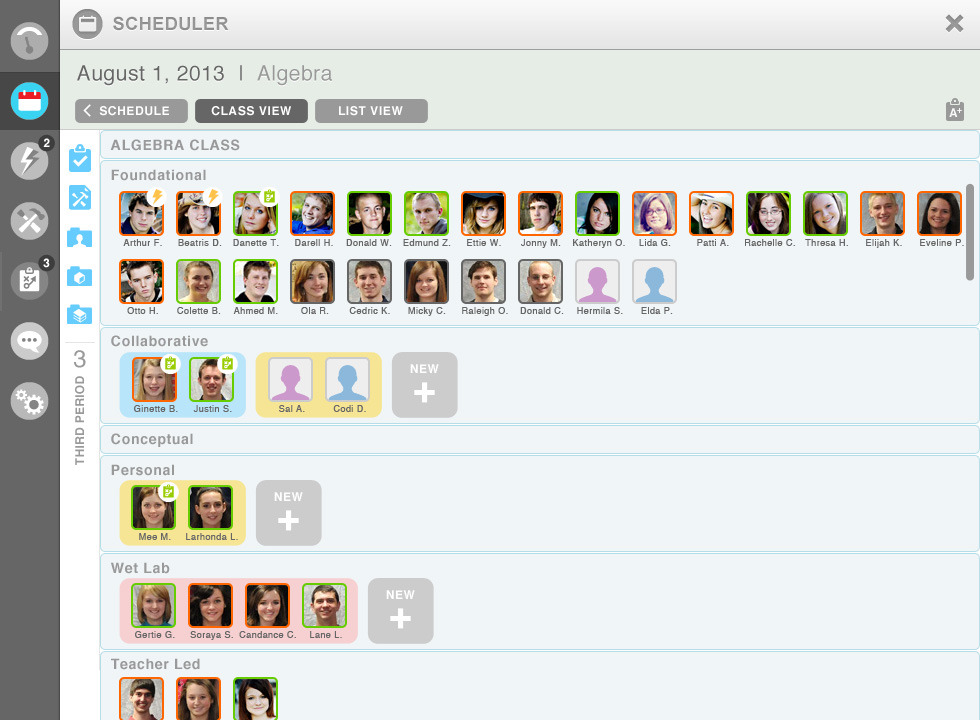 SCHEDULER
August 1, 2013 | Algebra
SCHEDULE CLASS VIEW LIST VIEW
A+
2
3
ALGEBRA CLASS
Foundational
Arthur F. Beatris D. Danette T. Darell H. Donald W. Edmund Z. Ettie W. Jonny M. Katheryn O. Lida G. Patti A. Rachelle C. Thresa H. Elijah K. Eveline P.
Otto H. Colette B. Ahmed M. Ola R. Cedric K. Micky C. Raleigh O. Donald C. Hermila S. Elda P.
3
THIRD PERIOD
Collaborative
NEW
Ginette B. Justin S. Sal A. Codi D.
Conceptual
Personal
NEW
Mee M. Larhonda L.
Wet Lab
NEW
Gertie G. Soraya S. Candance C. Lane L.
Teacher Led